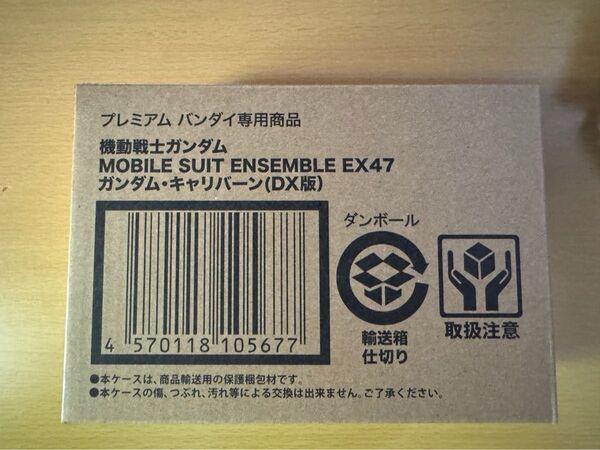 プレミアム バンダイ専用商品
機動戦士ガンダム
MOBILE SUIT ENSEMBLE EX47
ガンダム・キャリバーン(DX版)
ダンボール
輸送箱
仕切り
取扱注意
4 570118 105677
●本ケースは、商品輸送用の保護梱包材です。
●本ケースの傷、つぶれ、汚れ等による交換は出来ません。ご了承ください。